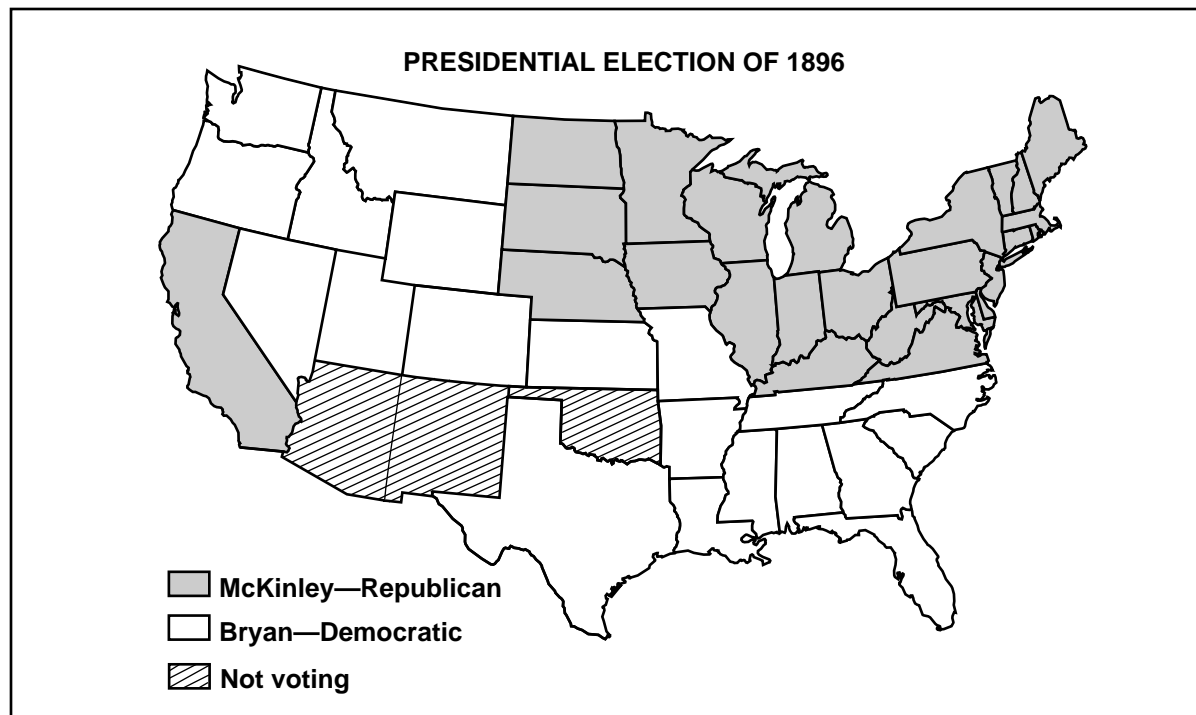 PRESIDENTIAL ELECTION OF 1896
McKinley—Republican
Bryan—Democratic
Not voting